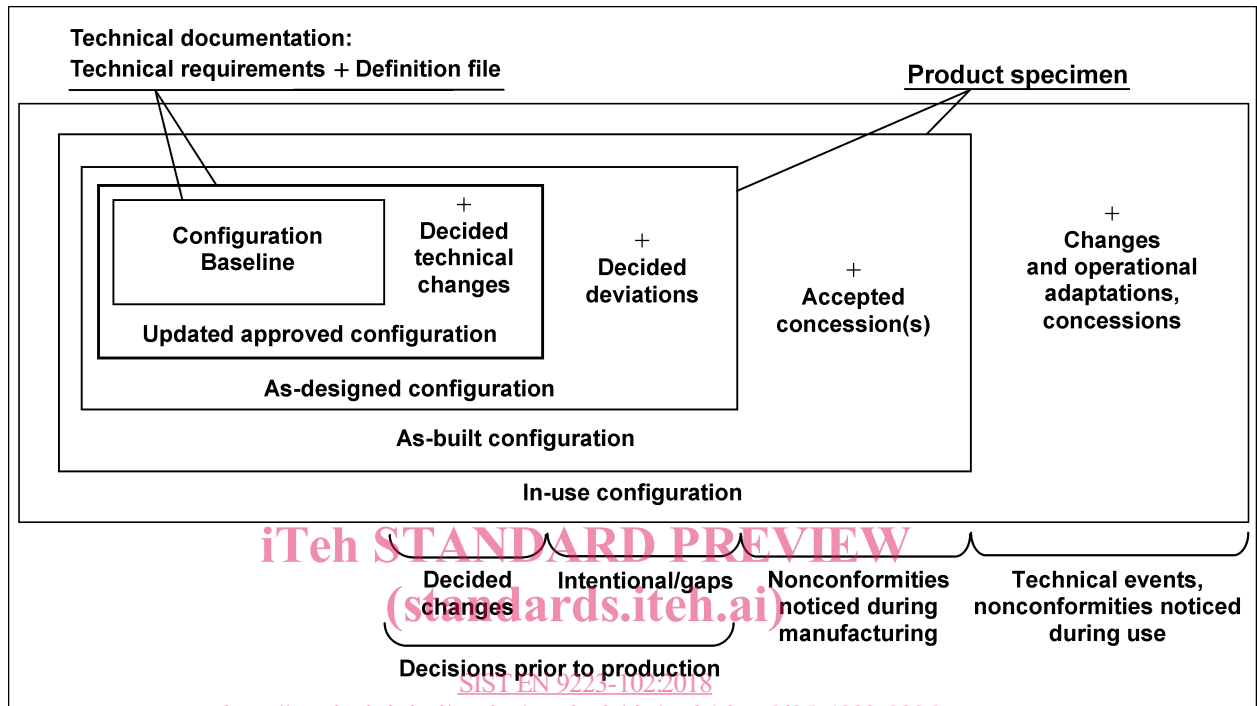 Technical documentation:
Technical requirements + Definition file
Product specimen
Configuration
Baseline
+
Decided
technical
changes
Updated approved configuration
+
Decided
deviations
As-designed configuration
+
Accepted
concession(s)
As-built configuration
+
Changes
and operational
adaptations,
concessions
In-use configuration
iTeh STANDARD PREVIEW
(standards.iteh.ai)
Decided
changes
Intentional/gaps
Nonconformities
noticed during
manufacturing
Technical events,
nonconformities noticed
during use
Decisions prior to production
SIST EN 9223-102:2018